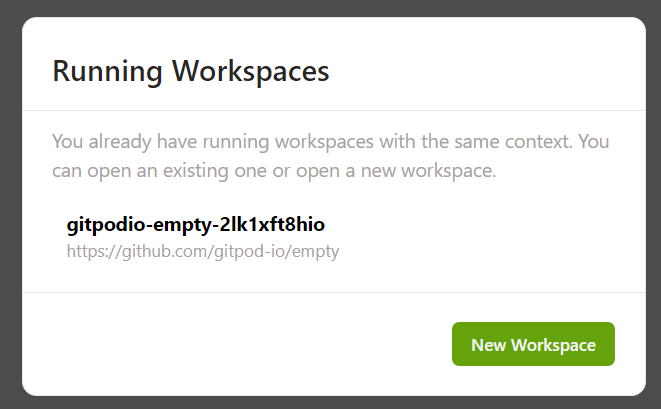 Running Workspaces
You already have running workspaces with the same context. You
can open an existing one or open a new workspace.
gitpodio-empty-2lk1xft8hio
https://github.com/gitpod-io/empty
New Workspace